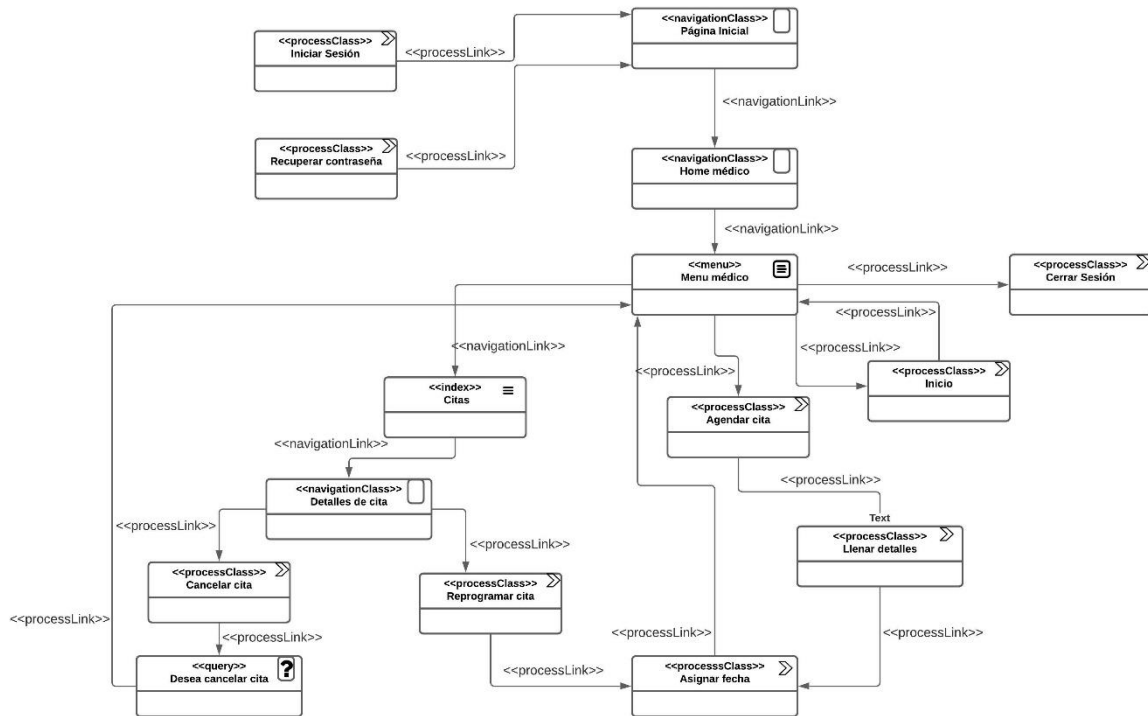 <<navigationClass>>
Página Inicial
<<processClass>>
Iniciar Sesión
<<processLink>>
<<navigationLink>>
<<processClass>>
Recuperar contraseña
<<processLink>>
<<navigationClass>>
Home médico
<<navigationLink>>
<<menu>>
Menu médico
<<processLink>>
<<processClass>>
Cerrar Sesión
<<processLink>>
<<navigationLink>>
<<processLink>>
<<processLink>>
<<processClass>>
Inicio
<<index>>
Citas
<<processClass>>
Agendar cita
<<navigationLink>>
<<processLink>>
<<navigationClass>>
Detalles de cita
Text
<<processLink>>
<<processLink>>
<<processClass>>
Llenar detalles
<<processClass>>
Cancelar cita
<<processClass>>
Reprogramar cita
<<processLink>>
<<processLink>>
<<processLink>>
<<processLink>>
<<processLink>>
<<query>>
Desea cancelar cita
?
<<processsClass>>
Asignar fecha